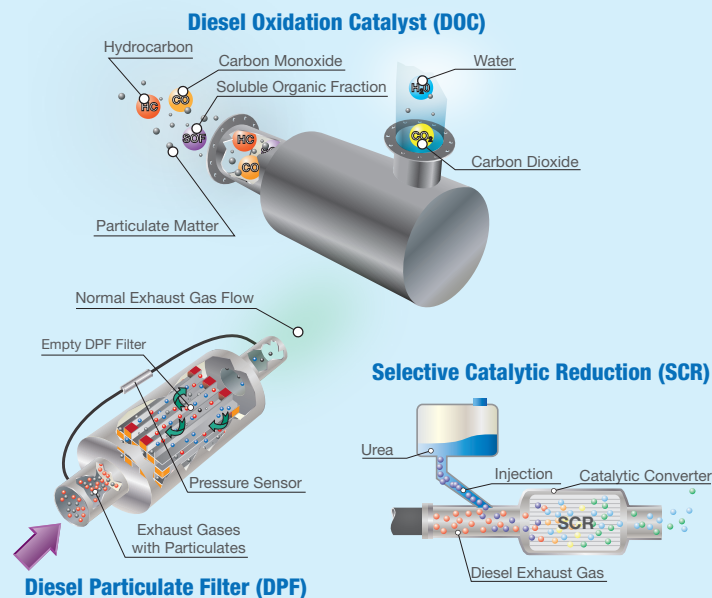 Diesel Oxidation Catalyst (DOC)
Hydrocarbon
Carbon Monoxide
Soluble Organic Fraction
Water
HC
CO
SOF
H2O
HC
CO
CO2
Carbon Dioxide
Particulate Matter
Normal Exhaust Gas Flow
Empty DPF Filter
Pressure Sensor
Exhaust Gases
with Particulates
Diesel Particulate Filter (DPF)
Selective Catalytic Reduction (SCR)
Urea
Injection
Catalytic Converter
SCR
Diesel Exhaust Gas